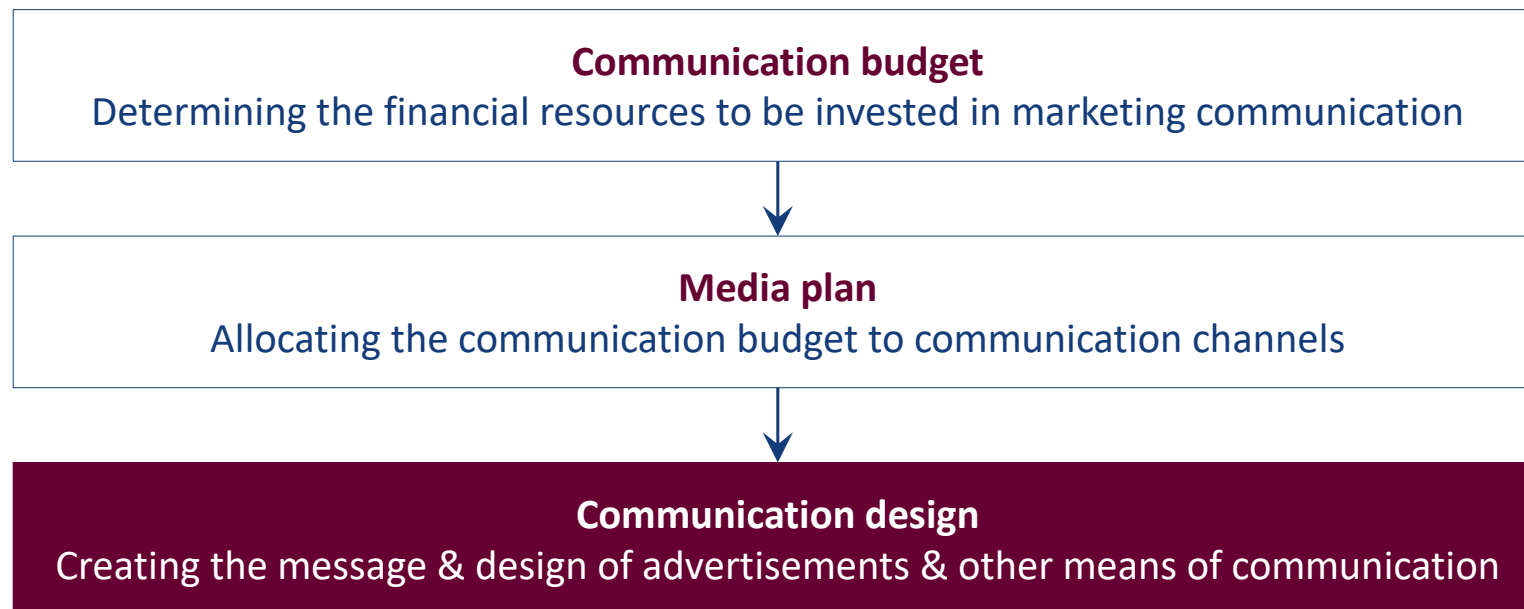 Communication budget
Determining the financial resources to be invested in marketing communication
Media plan
Allocating the communication budget to communication channels
Communication design
Creating the message & design of advertisements & other means of communication